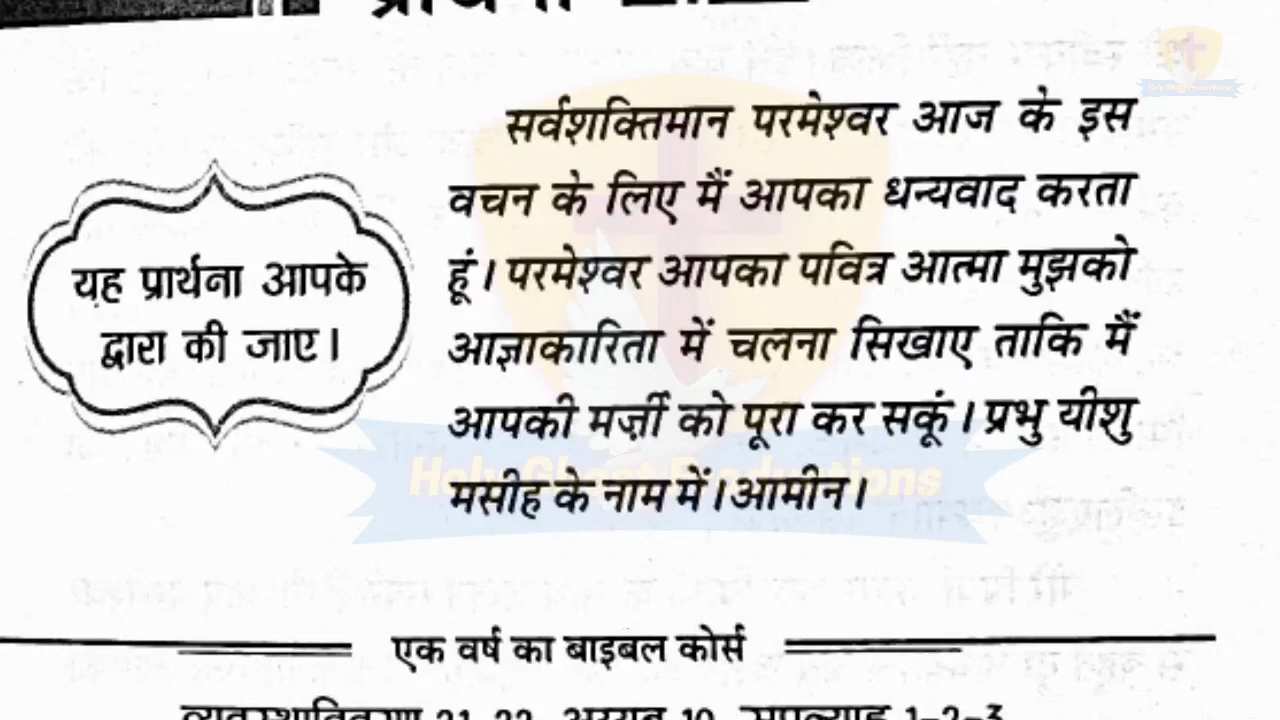 सर्वशक्तिमान परमेश्वर आज के इस
वचन के लिए मैं आपका धन्यवाद करता
हूं। परमेश्वर आपका पवित्र आत्मा मुझको
आज्ञाकारिता में चलना सिखाए ताकि मैं
आपकी मर्ज़ी को पूरा कर सकूं। प्रभु यीशु
मसीह के नाम में।आमीन।
यह प्रार्थना आपके
द्वारा की जाए।
Holy Ghost Productions
एक वर्ष का बाइबल कोर्स